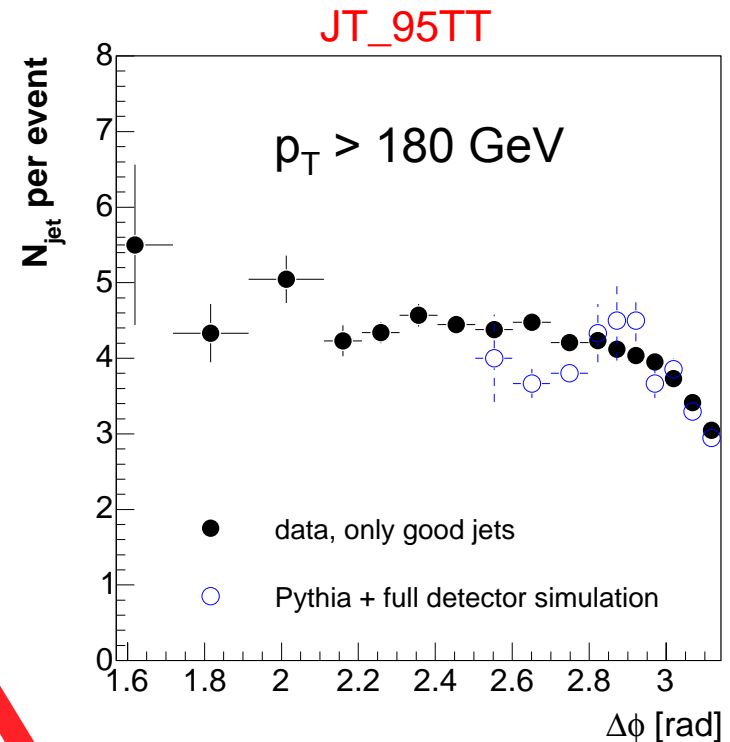 JT_95TT
8
7
6
5
4
3
2
1
0
N_jet per event
p_T > 180 GeV
data, only good jets
Pythia + full detector simulation
1.6 1.8 2 2.2 2.4 2.6 2.8 3
Δϕ [rad]